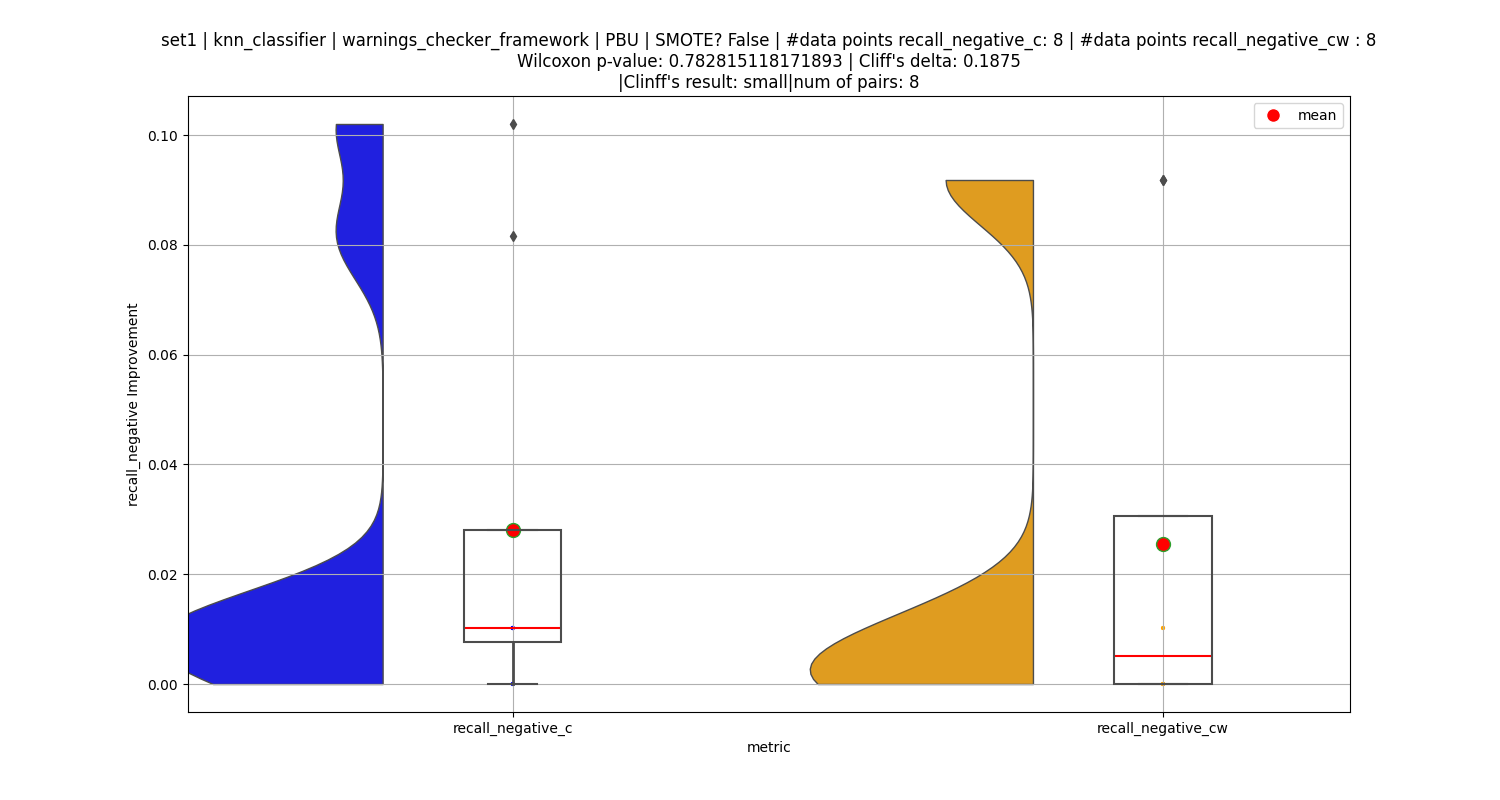 set1 | knn_classifier | warnings_checker_framework | PBU | SMOTE? False | #data points recall_negative_c: 8 | #data points recall_negative_cw : 8
Wilcoxon p-value: 0.782815118171893 | Cliff's delta: 0.1875
|Clinff's result: small|num of pairs: 8
mean
0.10
0.08
0.06
0.04
0.02
0.00
recall_negative Improvement
recall_negative_c
recall_negative_cw
metric